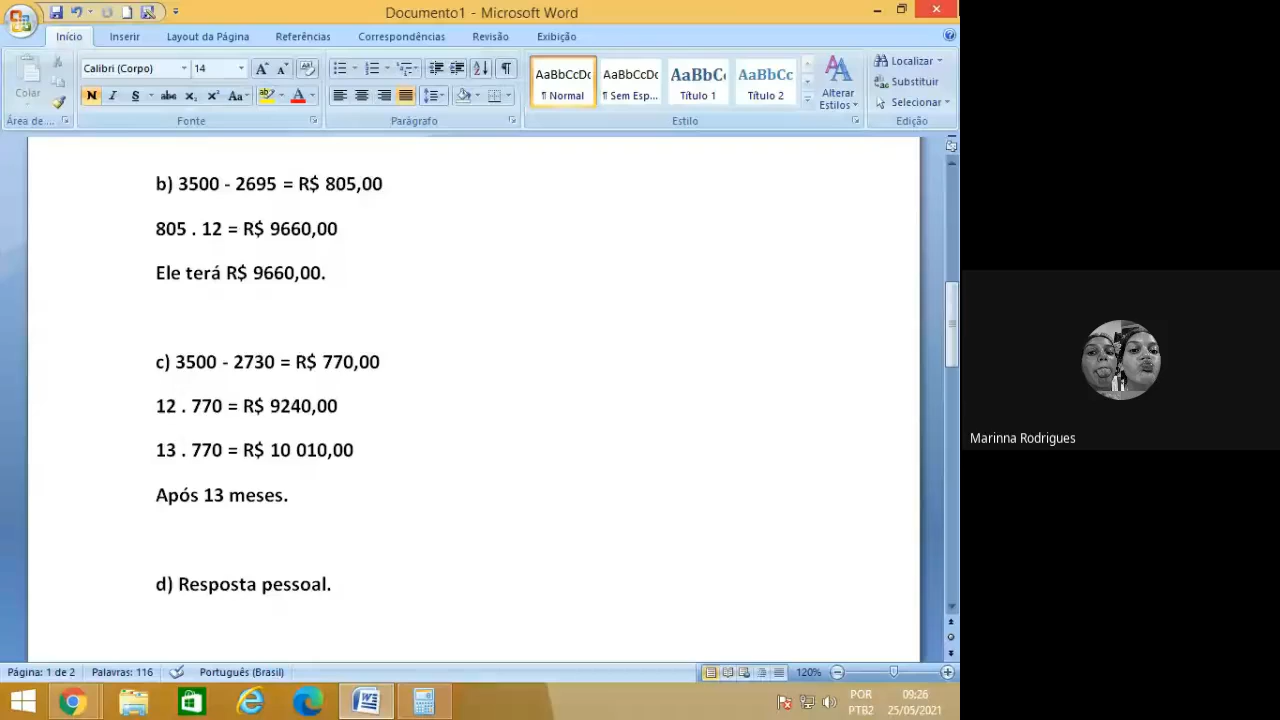 Documento1 - Microsoft Word
Início Inserir Layout da Página Referências Correspondências Revisão Exibição
Colar
Calibri (Corpo) 14
AaBbCcDc AaBbCcDc AaBbC AaBbCc
¶ Normal ¶ Sem Esp... Título 1 Título 2
Alterar Estilos
Localizar
Substituir
Selecionar
Área de... Fonte Parágrafo Estilo Edição
b) 3500 - 2695 = R$ 805,00
805 . 12 = R$ 9660,00
Ele terá R$ 9660,00.
c) 3500 - 2730 = R$ 770,00
12 . 770 = R$ 9240,00
13 . 770 = R$ 10 010,00
Após 13 meses.
d) Resposta pessoal.
Marinna Rodrigues
Página: 1 de 2 Palavras: 116 Português (Brasil) 120%
POR 09:26
PTB2 25/05/2021